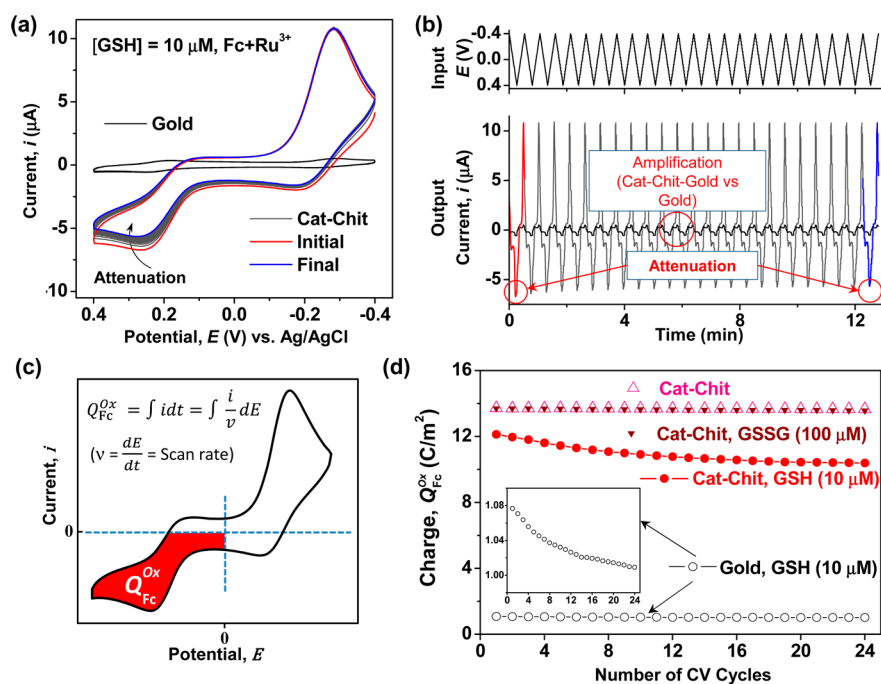 (a)
[GSH] = 10 μM, Fc+Ru3+
Gold
Cat-Chit
Initial
Final
Attenuation
10
5
0
-5
10
Current, i (μA)
0.4 0.2 0.0 -0.2 -0.4
Potential, E (V) vs. Ag/AgCl
(b)
Input
E (V)
-0.4
0.0
0.4
Output
Current, i (μA)
10
5
0
-5
Amplification
(Cat-Chit-Gold vs
Gold)
Attenuation
0 4 8 12
Time (min)
(c)
Q_Fc^Ox = ∫ idt = ∫ i/v dE
(ν = dE/dt = Scan rate)
Current, i
0
Q_Fc^Ox
0
Potential, E
(d)
Charge, Q_Fc^Ox (C/m2)
16
12
8
4
0
Cat-Chit
Cat-Chit, GSSG (100 μM)
Cat-Chit, GSH (10 μM)
Gold, GSH (10 μM)
1.08
1.04
1.00
0 4 8 12 16 20 24
0 4 8 12 16 20 24
Number of CV Cycles